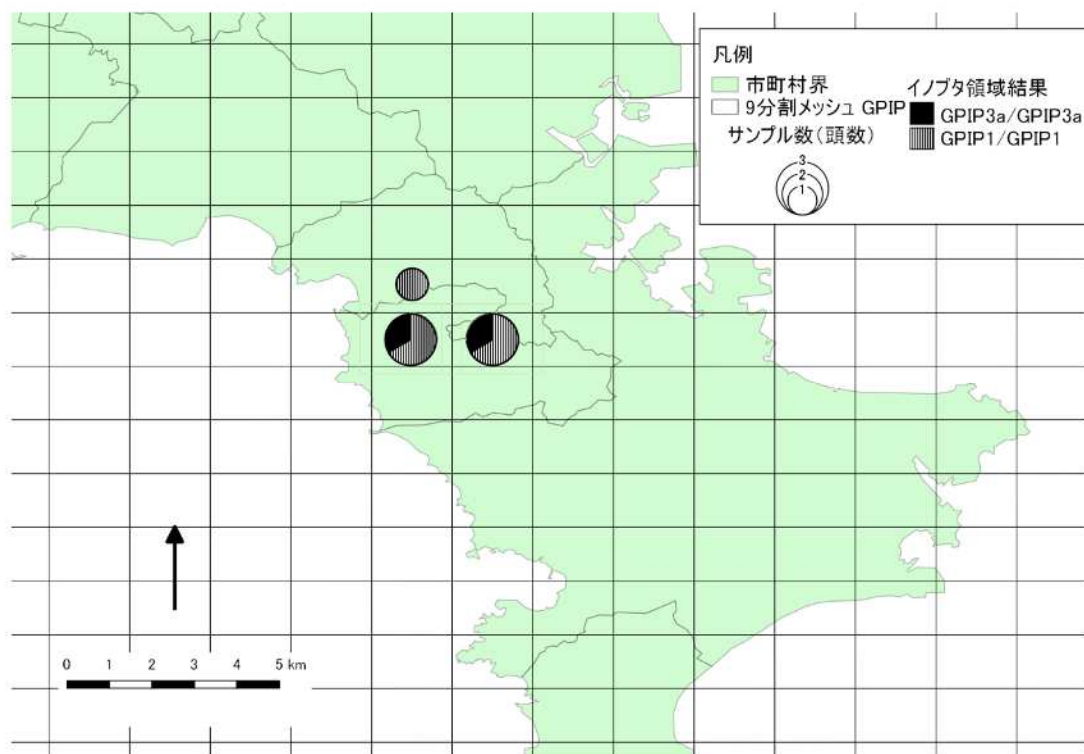 凡例
市町村界
9分割メッシュ GPIP
サンプル数(頭数)
3
2
1
イノブタ領域結果
GPIP3a/GPIP3a
GPIP1/GPIP1
0 1 2 3 4 5 km